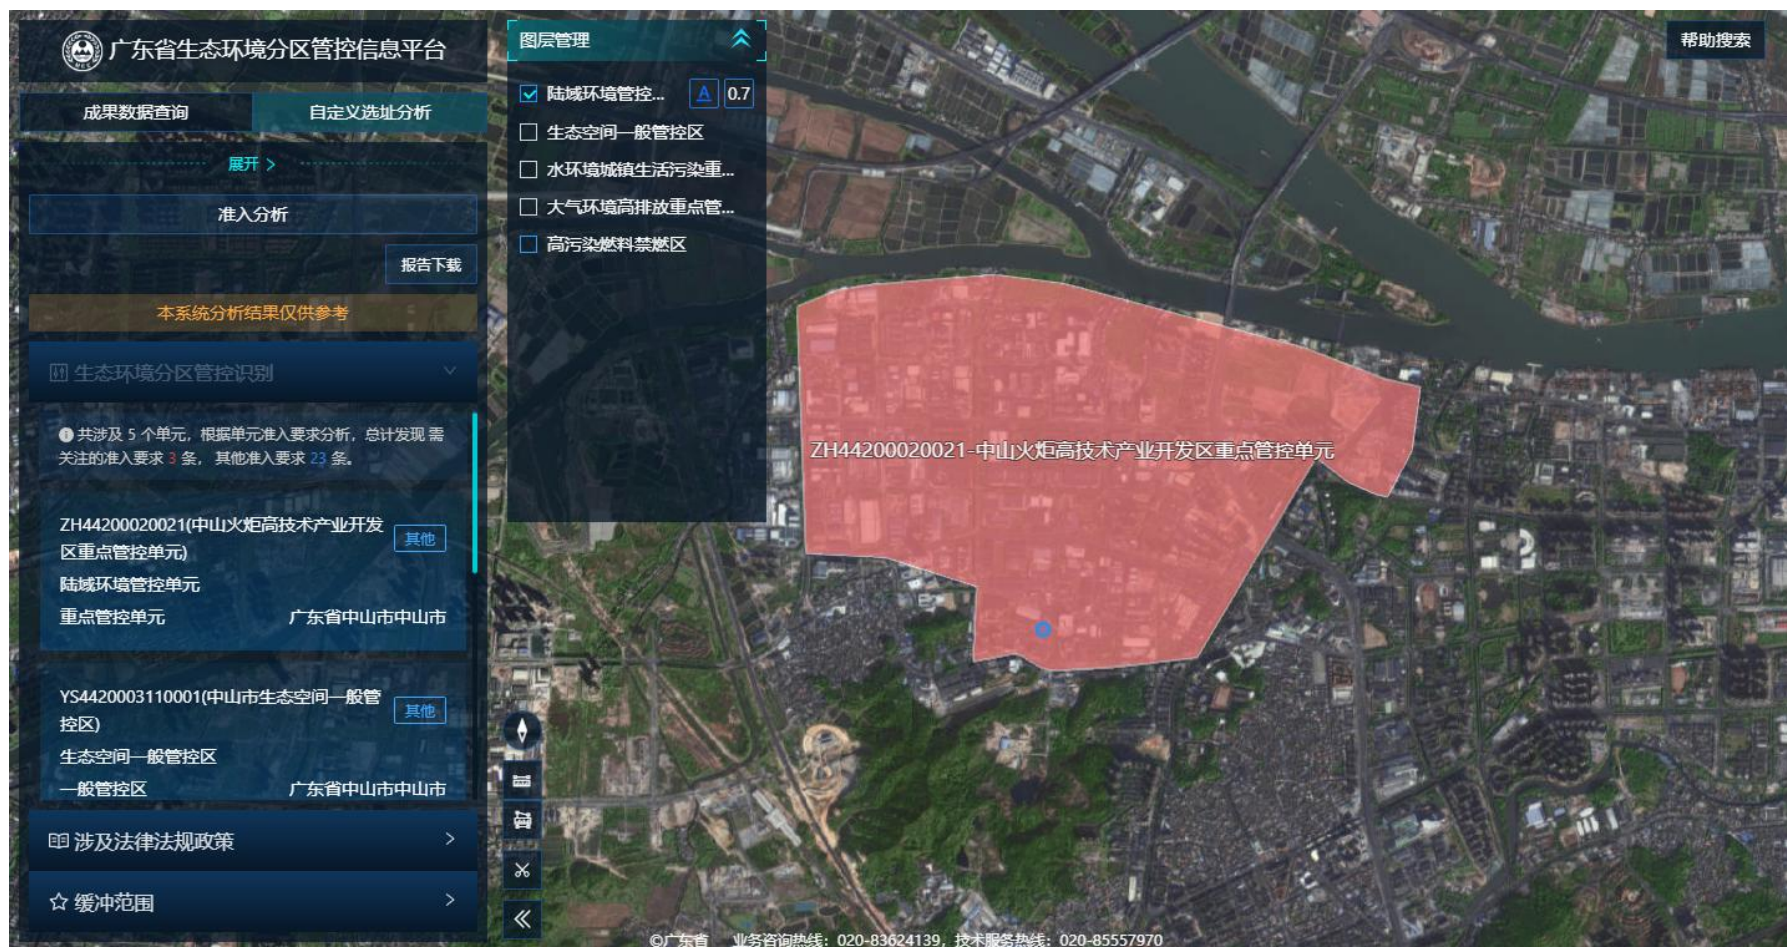 广东省生态环境分区管控信息平台
成果数据查询
自定义选址分析
展开 >
准入分析
报告下载
本系统分析结果仅供参考
生态环境分区管控识别
共涉及 5 个单元，根据单元准入要求分析，总计发现 需
关注的准入要求 3 条， 其他准入要求 23 条。
ZH44200020021(中山火炬高技术产业开发
区重点管控单元)
其他
陆域环境管控单元
重点管控单元 广东省中山市中山市
YS4420003110001(中山市生态空间一般管
控区)
其他
生态空间一般管控区
一般管控区 广东省中山市中山市
涉及法律法规政策
缓冲范围
图层管理
陆域环境管控... A 0.7
生态空间一般管控区
水环境城镇生活污染重...
大气环境高排放重点管...
高污染燃料禁燃区
帮助搜索
ZH44200020021-中山火炬高技术产业开发区重点管控单元
©广东省 业务咨询热线：020-83624139，技术服务热线：020-85557970